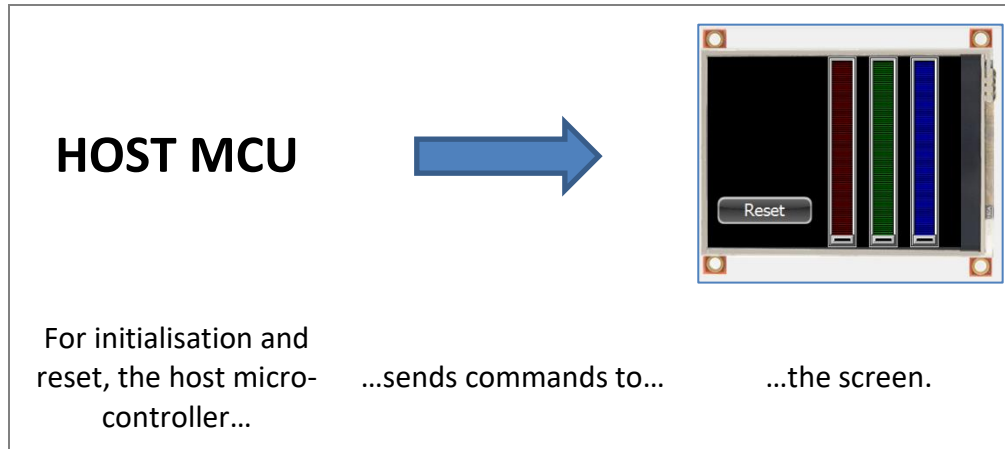 HOST MCU
Reset
For initialisation and
reset, the host micro-
controller…
…sends commands to…
…the screen.